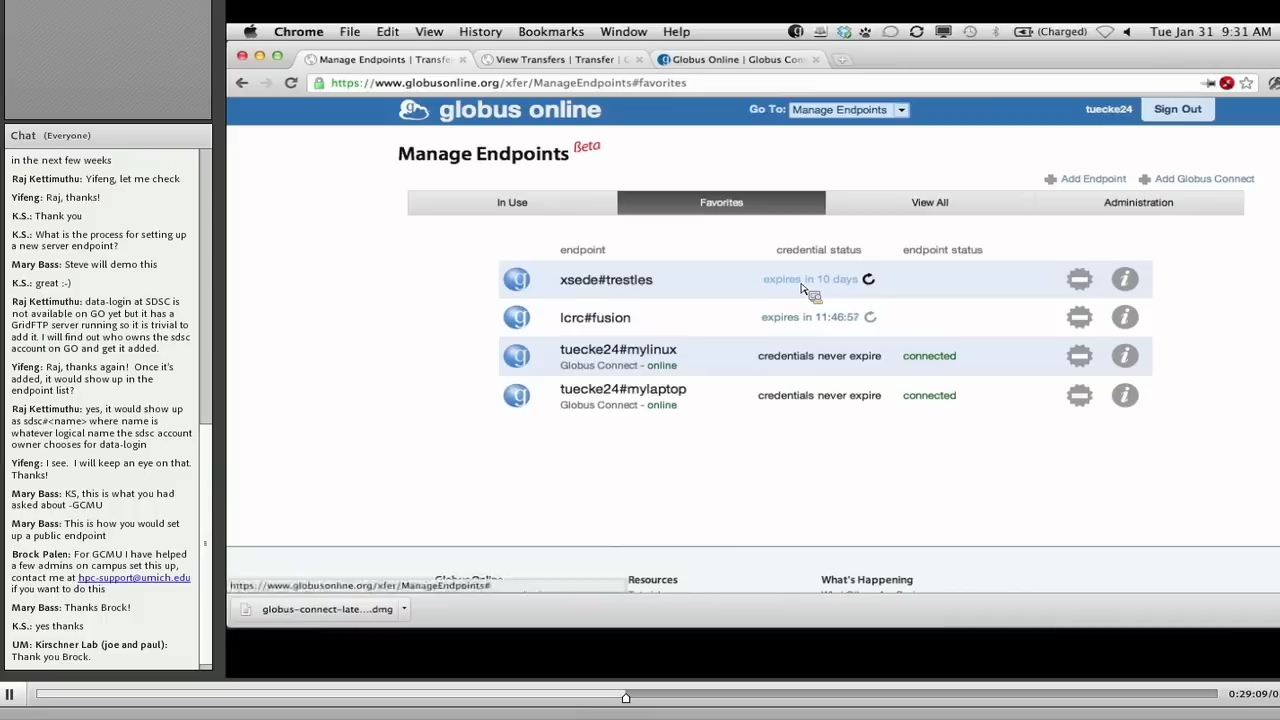 Chrome File Edit View History Bookmarks Window Help (Charged) Tue Jan 31 9:31 AM
Manage Endpoints | Transfe View Transfers | Transfer | Globus Online | Globus Con
https://www.globusonline.org/xfer/ManageEndpoints#favorites
globus online Go To: Manage Endpoints tuecke24 Sign Out
Manage Endpoints Beta
Add Endpoint Add Globus Connect
In Use Favorites View All Administration
endpoint credential status endpoint status
xsede#trestles expires in 10 days
lcrc#fusion expires in 11:46:57
tuecke24#mylinux credentials never expire connected
Globus Connect - online
tuecke24#mylaptop credentials never expire connected
Globus Connect - online
Globus Online Resources What's Happening
https://www.globusonline.org/xfer/ManageEndpoints#
globus-connect-late....dmg
Chat (Everyone)
in the next few weeks
Raj Kettimuthu: Yifeng, let me check
Yifeng: Raj, thanks!
K.S.: Thank you
K.S.: What is the process for setting up
a new server endpoint?
Mary Bass: Steve will demo this
K.S.: great :-)
Raj Kettimuthu: data-login at SDSC is
not available on GO yet but it has a
GridFTP server running so it is trivial to
add it. I will find out who owns the sdsc
account on GO and get it added.
Yifeng: Raj, thanks again! Once it's
added, it would show up in the
endpoint list?
Raj Kettimuthu: yes, it would show up
as sdsc#<name> where name is
whatever logical name the sdsc account
owner chooses for data-login
Yifeng: I see. I will keep an eye on that.
Thanks!
Mary Bass: KS, this is what you had
asked about -GCMU
Mary Bass: This is how you would set
up a public endpoint
Brock Palen: For GCMU I have helped
a few admins on campus set this up,
contact me at hpc-support@umich.edu
if you want to do this
Mary Bass: Thanks Brock!
K.S.: yes thanks
UM: Kirschner Lab (joe and paul):
Thank you Brock.
0:29:09/0